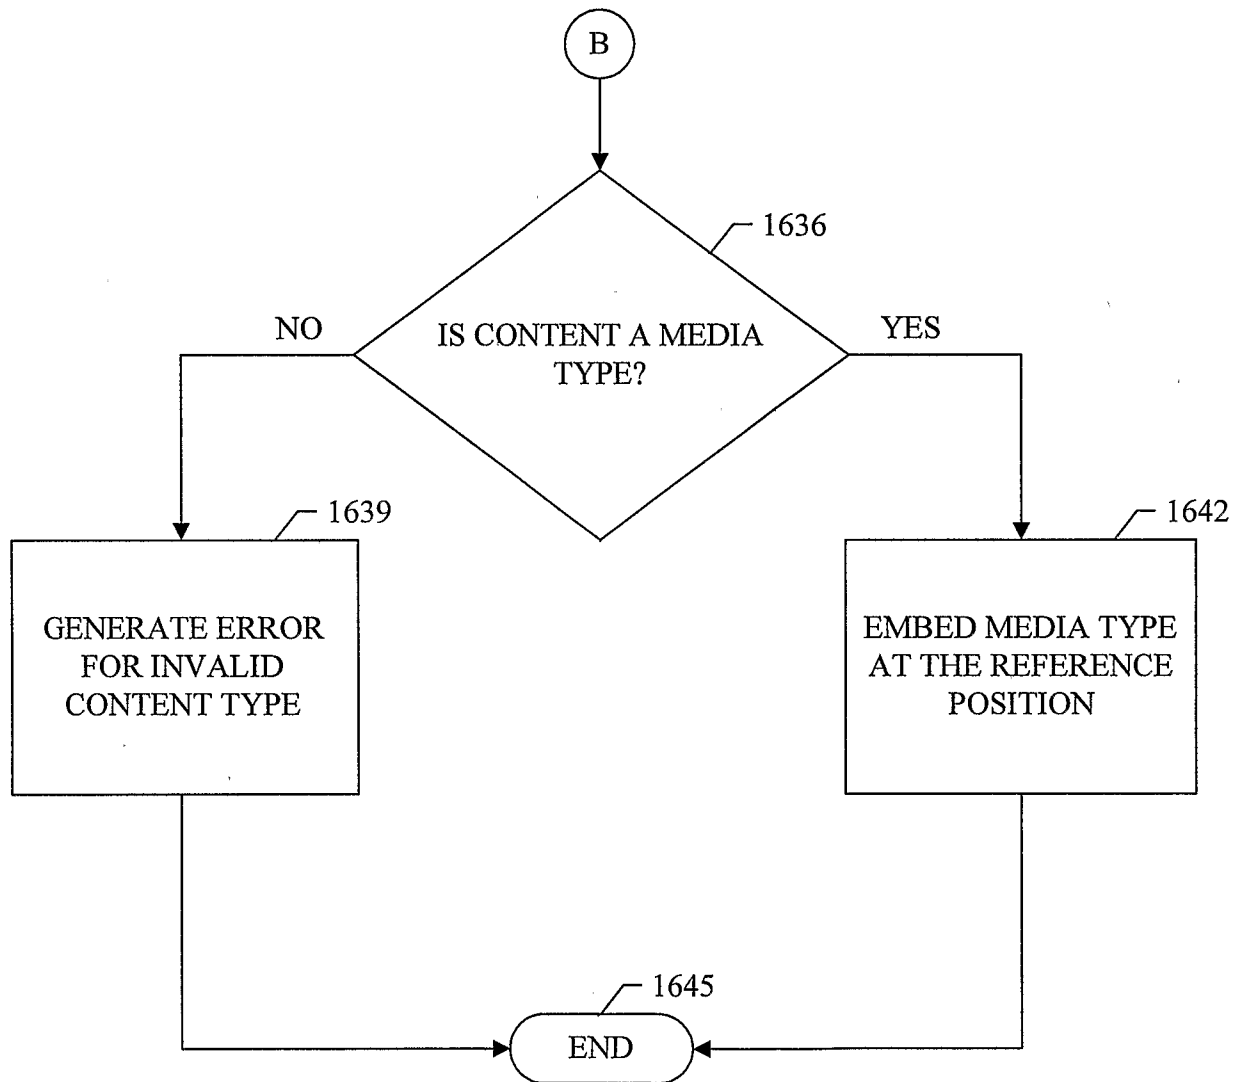 B
1636
NO
IS CONTENT A MEDIA
TYPE?
YES
1639
1642
GENERATE ERROR
FOR INVALID
CONTENT TYPE
EMBED MEDIA TYPE
AT THE REFERENCE
POSITION
1645
END